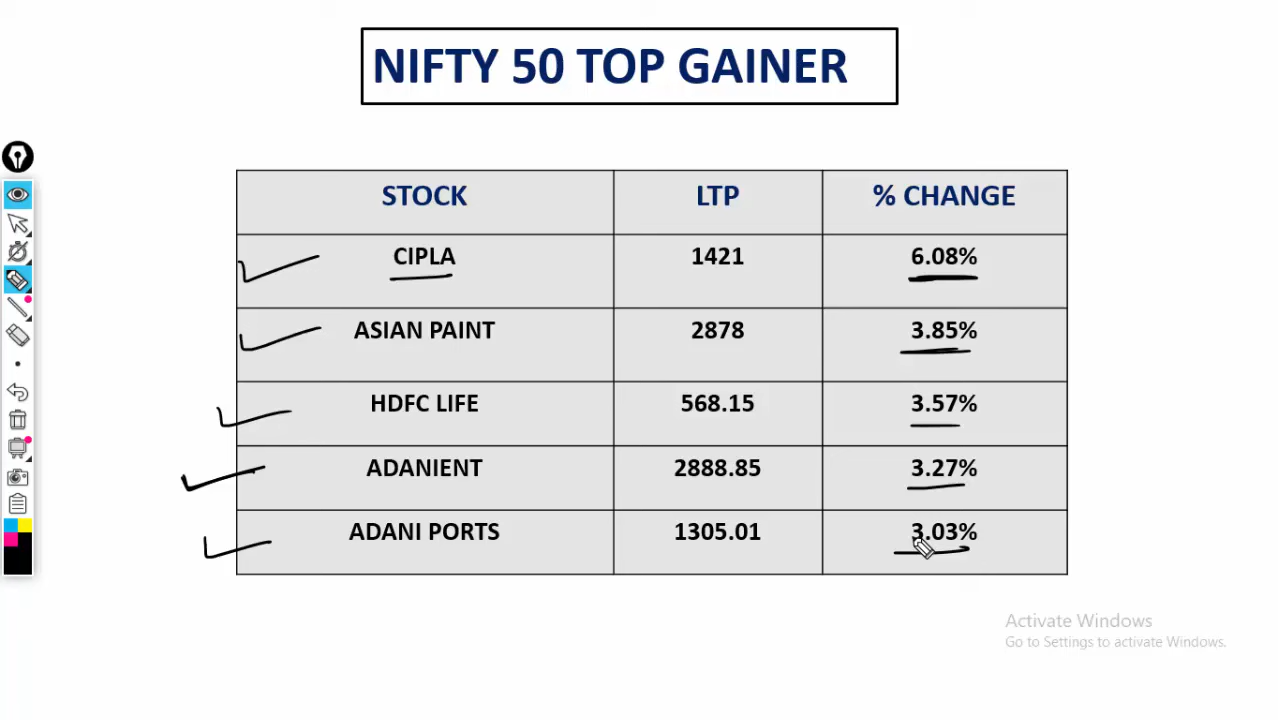 NIFTY 50 TOP GAINER
STOCK LTP % CHANGE
CIPLA 1421 6.08%
ASIAN PAINT 2878 3.85%
HDFC LIFE 568.15 3.57%
ADANIENT 2888.85 3.27%
ADANI PORTS 1305.01 3.03%
Activate Windows
Go to Settings to activate Windows.